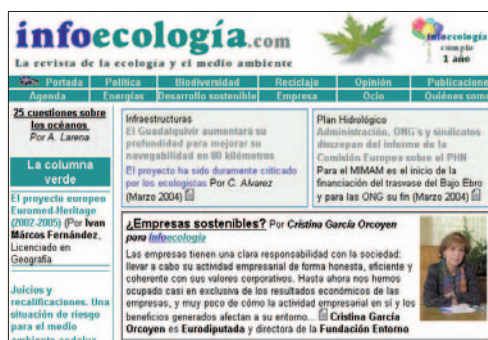 infoecología.com
La revista de la ecología y el medio ambiente
infoecología
cumple
1 año
Portada Política Biodiversidad Reciclaje Opinión Publicacione
Agenda Energías Desarrollo sostenible Empresa Ocio Quiénes som
25 cuestiones sobre
los océanos
Por A. Larena
La columna
verde
El proyecto europeo
Euromed-Heritage
(2002-2005) (Por Ivan
Márcos Fernández,
Licenciado en
Geografía
Juicios y
recalificaciones. Una
situación de riesgo
para el medio
ambiente andaluz
Infraestructuras
El Guadalquivir aumentará su
profundidad para mejorar su
navegabilidad en 80 kilómetros
El proyecto ha sido duramente criticado
por los ecologistas Por C. Alvarez
(Marzo 2004)
Plan Hidrológico
Administración, ONG's y sindicatos
discrepan del informe de la
Comisión Europea sobre el PHN
Para el MIMAM es el inicio de la
financiación del trasvase del Bajo Ebro
y para las ONG su fin (Marzo 2004)
¿Empresas sostenibles? Por Cristina García Orcoyen
para Infoecología
Las empresas tienen una clara responsabilidad con la sociedad:
llevar a cabo su actividad empresarial de forma honesta, eficiente y
coherente con sus valores corporativos. Hasta ahora nos hemos
ocupado casi en exclusiva de los resultados económicos de las
empresas, y muy poco de cómo la actividad empresarial en sí y los
beneficios generados afectan a su entorno... Cristina García
Orcoyen es Eurodiputada y directora de la Fundación Entorno